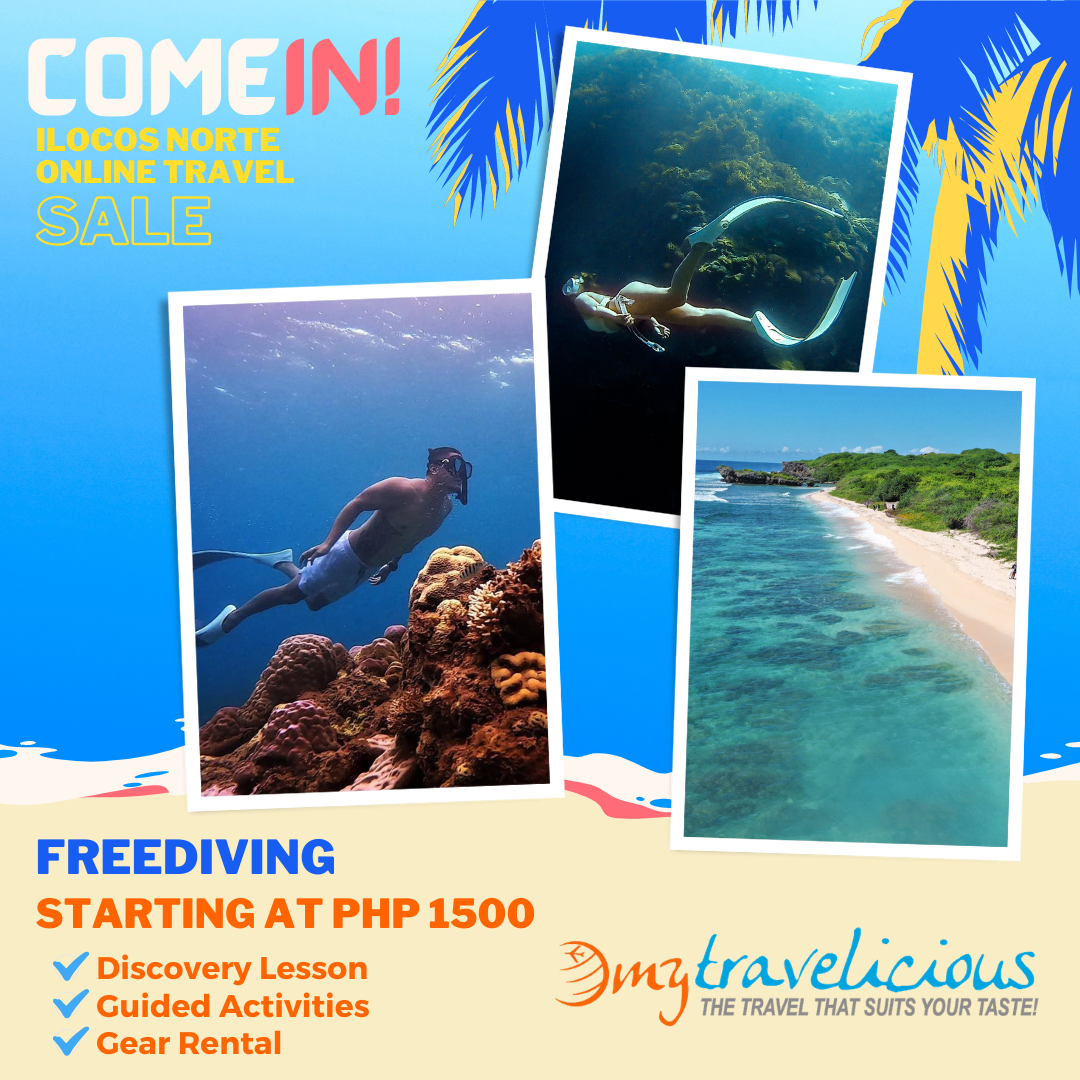 COMEIN!
ILOCOS NORTE
ONLINE TRAVEL
SALE
FREEDIVING
STARTING AT PHP 1500
Discovery Lesson
Guided Activities
Gear Rental
mytravelicious
THE TRAVEL THAT SUITS YOUR TASTE!